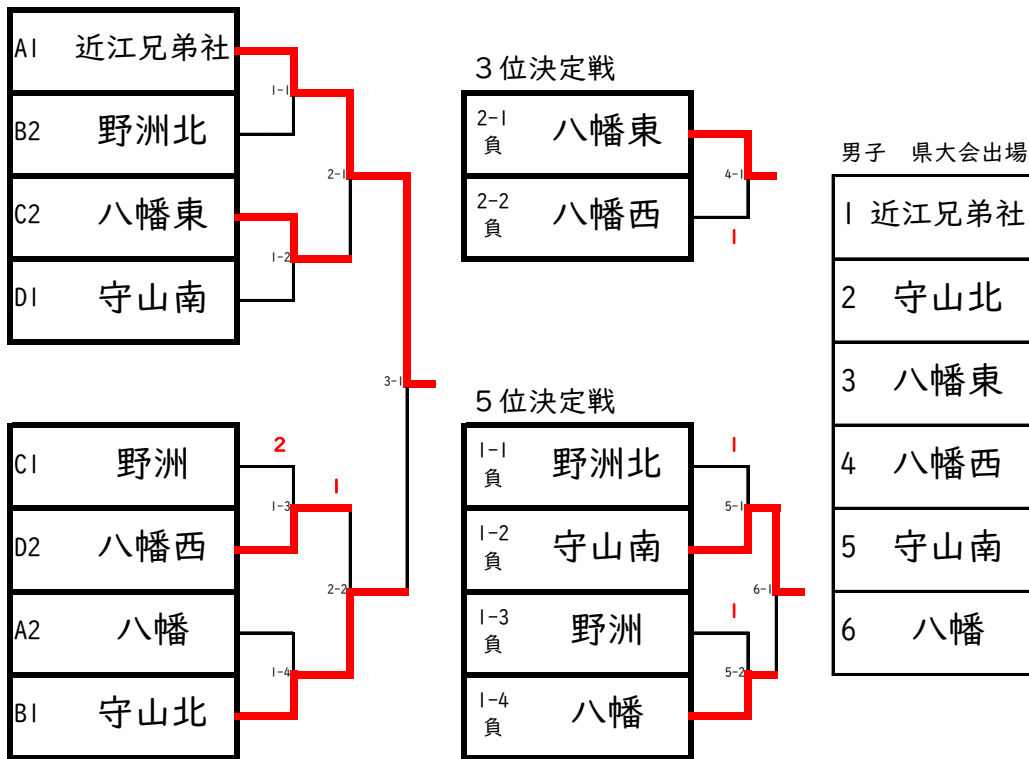 A1 近江兄弟社
1-1
B2 野洲北
2-1
C2 八幡東
1-2
D1 守山南
3-1
C1 野洲
2
1
1-3
D2 八幡西
2-2
A2 八幡
1-4
B1 守山北
3位決定戦
2-1負 八幡東
4-1
2-2負 八幡西
1
5位決定戦
1-1負 野洲北
1
5-1
1-2負 守山南
6-1
1-3負 野洲
1
5-2
1-4負 八幡
男子 県大会出場
1 近江兄弟社
2 守山北
3 八幡東
4 八幡西
5 守山南
6 八幡